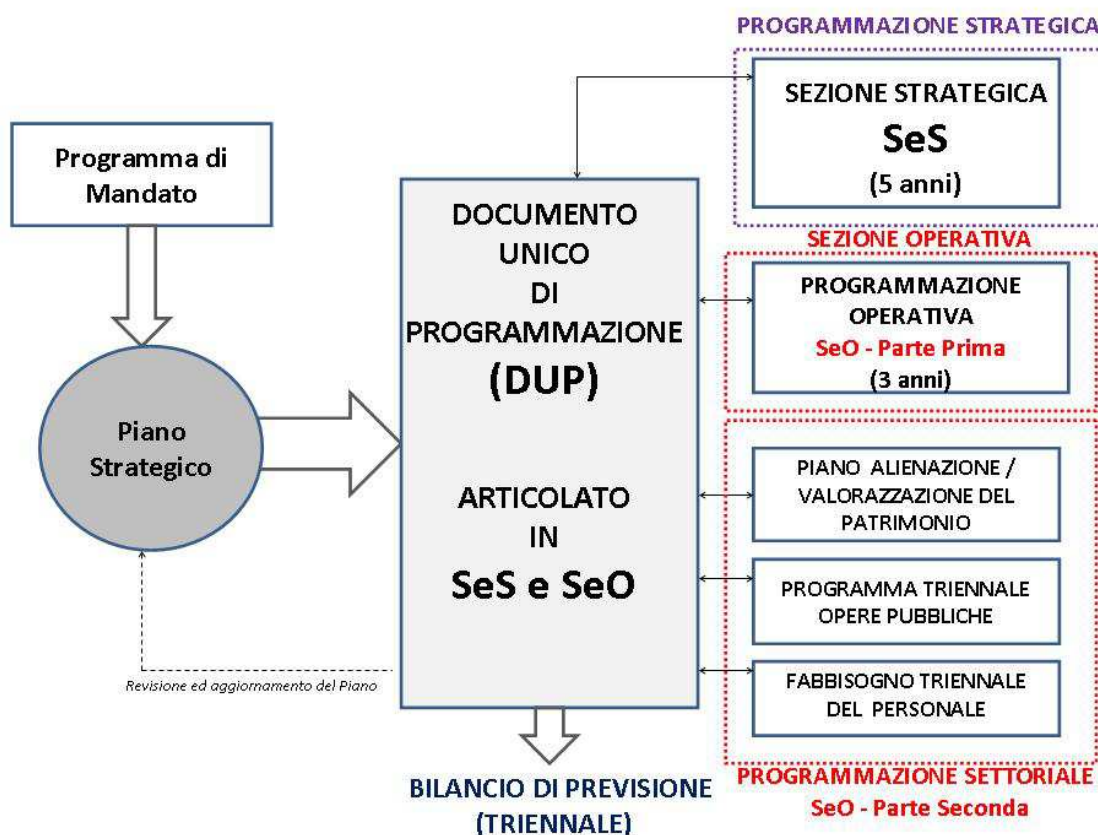 PROGRAMMAZIONE STRATEGICA
SEZIONE STRATEGICA
SeS
(5 anni)
Programma di
Mandato
Piano
Strategico
Revisione ed aggiornamento del Piano
DOCUMENTO
UNICO
DI
PROGRAMMAZIONE
(DUP)
ARTICOLATO
IN
SeS e SeO
SEZIONE OPERATIVA
PROGRAMMAZIONE
OPERATIVA
SeO - Parte Prima
(3 anni)
PIANO ALIENAZIONE /
VALORAZZAZIONE DEL
PATRIMONIO
PROGRAMMA TRIENNALE
OPERE PUBBLICHE
FABBISOGNO TRIENNALE
DEL PERSONALE
PROGRAMMAZIONE SETTORIALE
SeO - Parte Seconda
BILANCIO DI PREVISIONE
(TRIENNALE)